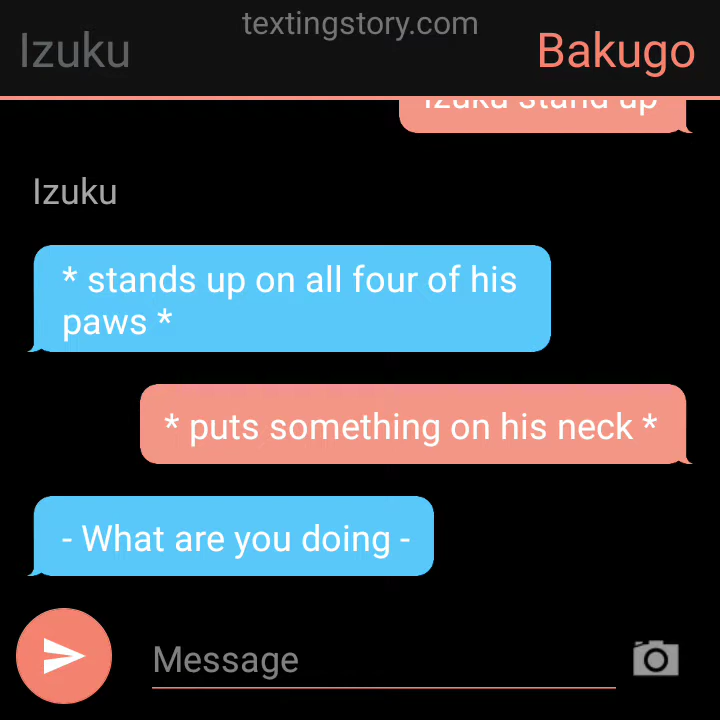 textingstory.com
Izuku
Bakugo
Izuku stand up
Izuku
* stands up on all four of his
paws *
* puts something on his neck *
- What are you doing -
Message